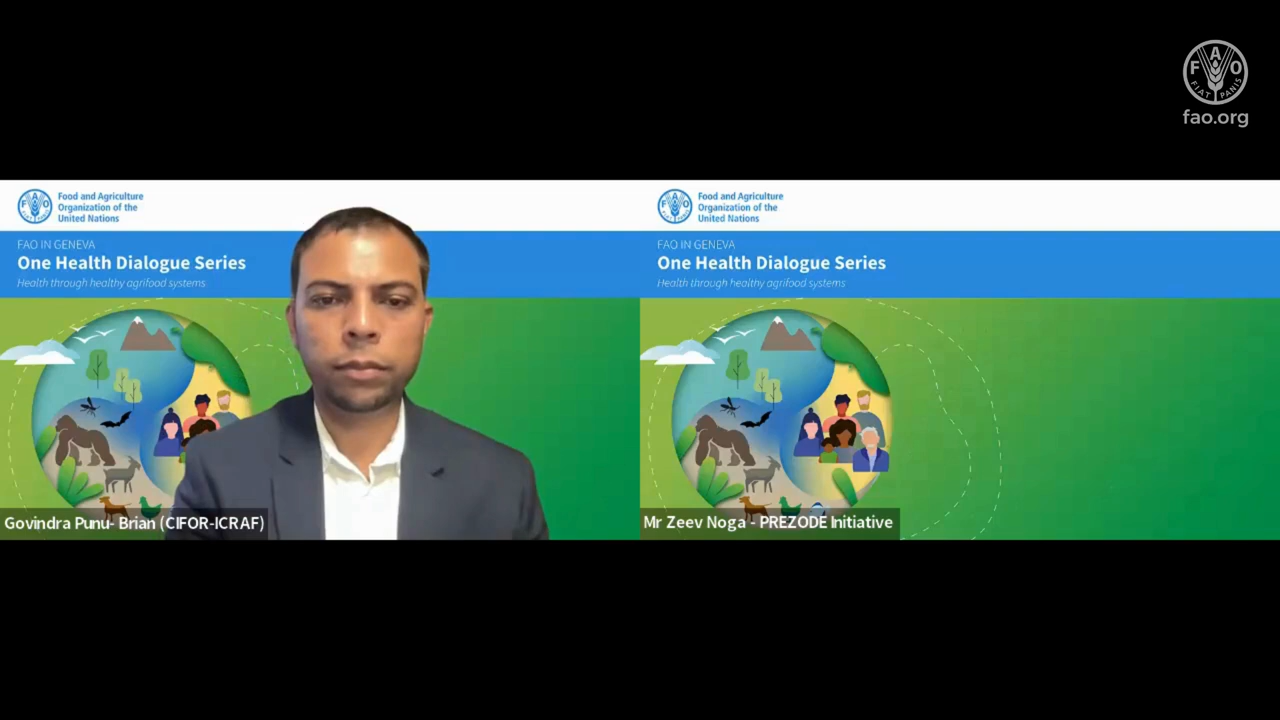 FAO
FIAT PANIS
fao.org
FAO
Food and Agriculture
Organization of the
United Nations
FAO IN GENEVA
One Health Dialogue Series
Health through healthy agrifood systems
Govindra Punu- Brian (CIFOR-ICRAF)
FAO
Food and Agriculture
Organization of the
United Nations
FAO IN GENEVA
One Health Dialogue Series
Health through healthy agrifood systems
Mr Zeev Noga - PREZODE Initiative